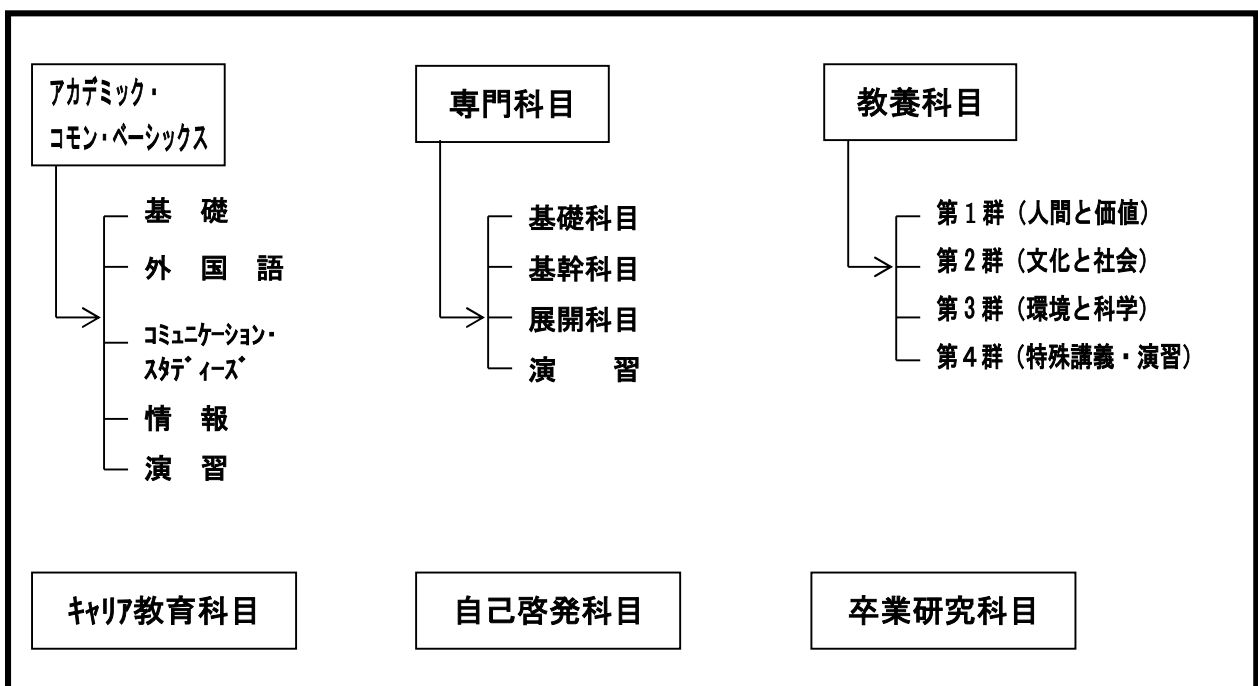 アカデミック・
コモン・ベーシックス
基 礎
外 国 語
コミュニケーション・
スタディーズ
情 報
演 習
専門科目
基礎科目
基幹科目
展開科目
演 習
教養科目
第1群（人間と価値）
第2群（文化と社会）
第3群（環境と科学）
第4群（特殊講義・演習）
キャリア教育科目
自己啓発科目
卒業研究科目